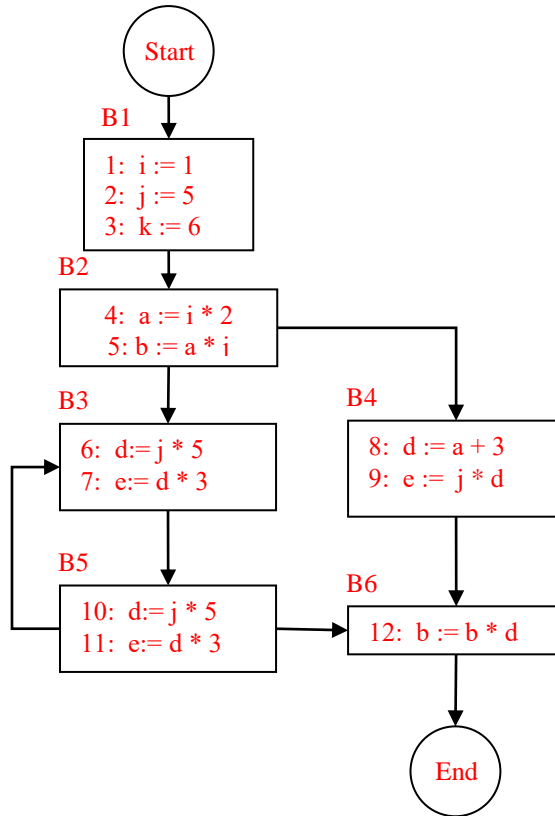 Start
B1
1: i := 1
2: j := 5
3: k := 6
B2
4: a := i * 2
5: b := a * j
B3
6: d:= j * 5
7: e:= d * 3
B4
8: d := a + 3
9: e := j * d
B5
10: d:= j * 5
11: e:= d * 3
B6
12: b := b * d
End